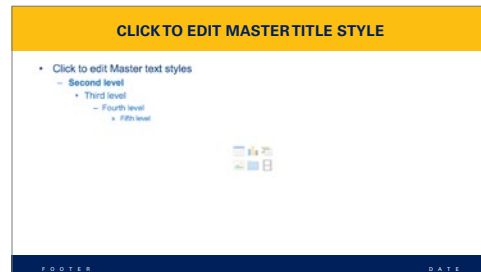 CLICK TO EDIT MASTER TITLE STYLE
• Click to edit Master text styles
– Second level
• Third level
– Fourth level
» Fifth level
FOOTER DATE